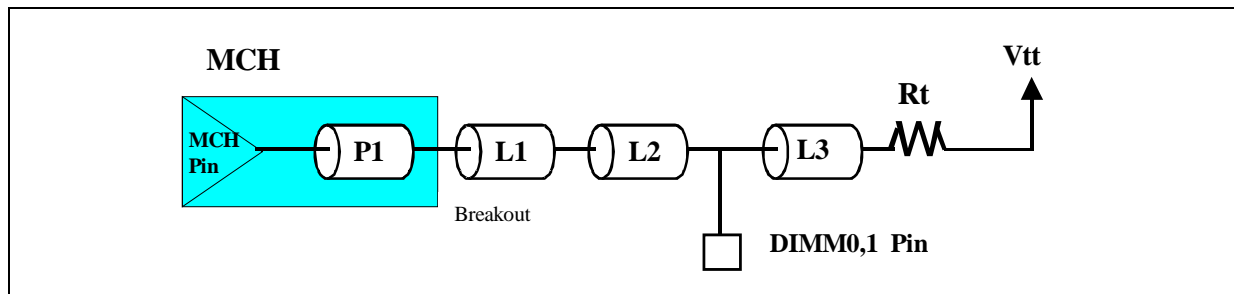 MCH
Vtt
Rt
MCH
Pin
P1
L1
L2
L3
Breakout
DIMM0,1 Pin